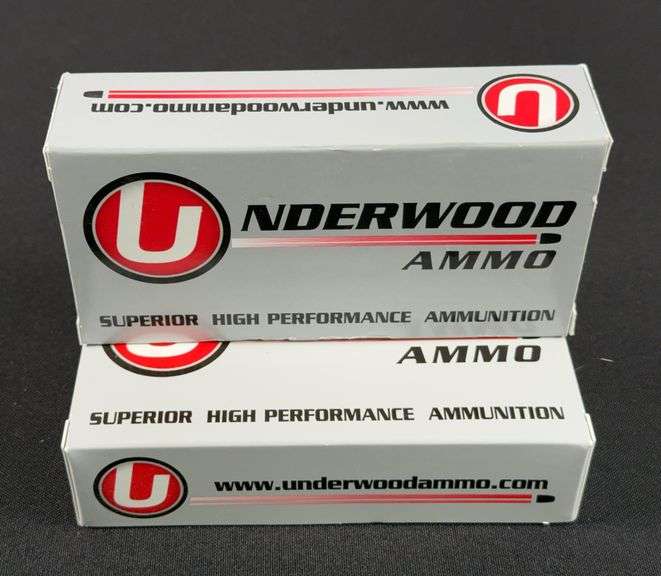 www.underwoodammo.com U
UNDERWOOD
AMMO
SUPERIOR HIGH PERFORMANCE AMMUNITION
AMMO
SUPERIOR HIGH PERFORMANCE AMMUNITION
U www.underwoodammo.com